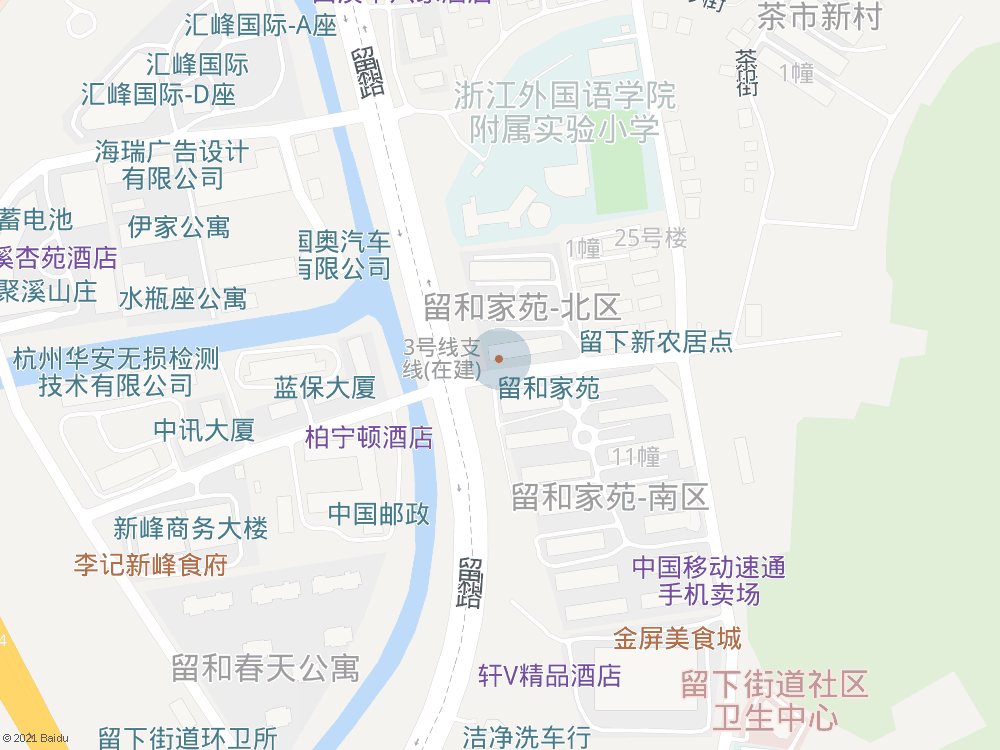 汇峰国际-A座
茶市新村
汇峰国际
留和路
茶市街
1幢
汇峰国际-D座
浙江外国语学院
附属实验小学
海瑞广告设计
有限公司
蓄电池
伊家公寓
国奥汽车
有限公司
1幢
25号楼
溪杏苑酒店
聚溪山庄
水瓶座公寓
留和家苑-北区
3号线支
线(在建)
留下新农居点
杭州华安无损检测
技术有限公司
蓝保大厦
留和家苑
中讯大厦
柏宁顿酒店
11幢
留和家苑-南区
新峰商务大楼
中国邮政
李记新峰食府
留和路
中国移动速通
手机卖场
金屏美食城
留和春天公寓
轩V精品酒店
留下街道社区
卫生中心
4
© 2021 Baidu
留下街道环卫所
洁净洗车行